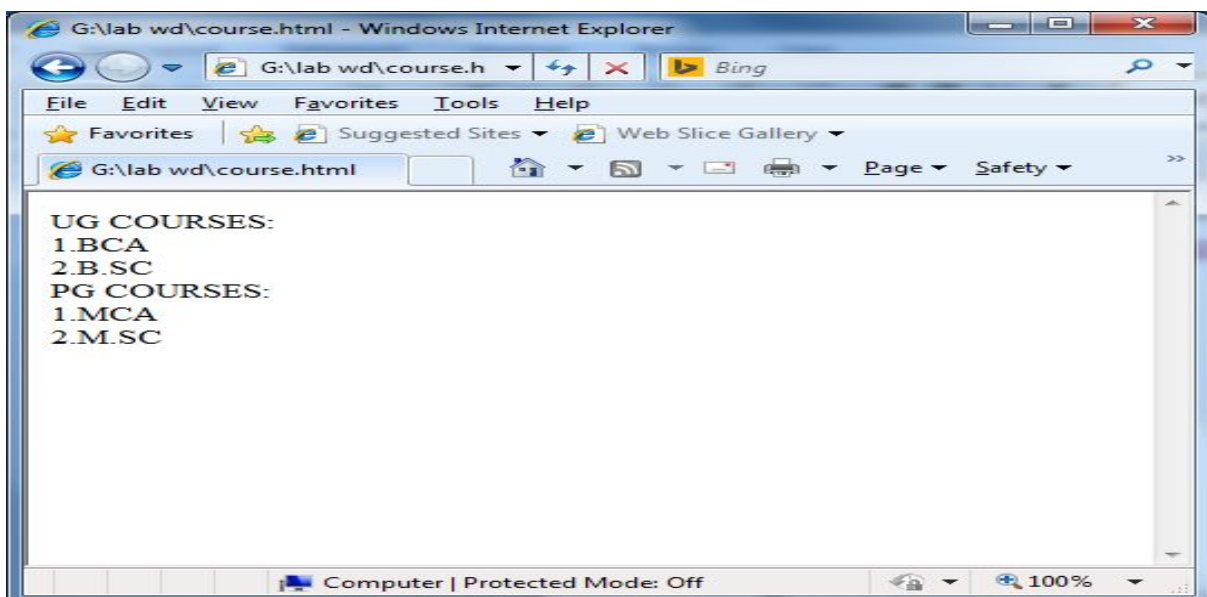 G:\lab wd\course.html - Windows Internet Explorer
G:\lab wd\course.h Bing
File Edit View Favorites Tools Help
Favorites Suggested Sites Web Slice Gallery
G:\lab wd\course.html Page Safety >>
UG COURSES:
1.BCA
2.B.SC
PG COURSES:
1.MCA
2.M.SC
Computer | Protected Mode: Off 100%